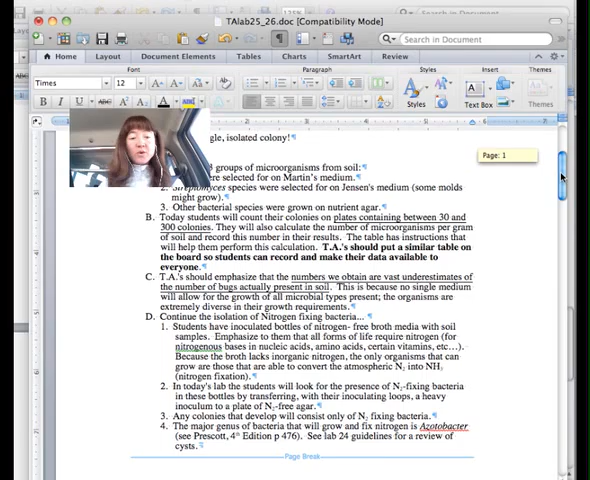 TAlab25_26.doc [Compatibility Mode]
Search in Document
Home Layout Document Elements Tables Charts SmartArt Review
Font Paragraph Styles Insert Themes
Times 12
B I U
Styles Text Box Themes
Page: 1
gle, isolated colony!¶
groups of microorganisms from soil:¶
were selected for on Martin's medium.¶
2. Streptomyces species were selected for on Jensen's medium (some molds
might grow).¶
3. Other bacterial species were grown on nutrient agar.¶
B. Today students will count their colonies on plates containing between 30 and
300 colonies. They will also calculate the number of microorganisms per gram
of soil and record this number in their results. The table has instructions that
will help them perform this calculation. T.A.'s should put a similar table on
the board so students can record and make their data available to
everyone.¶
C. T.A.'s should emphasize that the numbers we obtain are vast underestimates of
the number of bugs actually present in soil. This is because no single medium
will allow for the growth of all microbial types present; the organisms are
extremely diverse in their growth requirements.¶
D. Continue the isolation of Nitrogen fixing bacteria...¶
1. Students have inoculated bottles of nitrogen- free broth media with soil
samples. Emphasize to them that all forms of life require nitrogen (for
nitrogenous bases in nucleic acids, amino acids, certain vitamins, etc…).
Because the broth lacks inorganic nitrogen, the only organisms that can
grow are those that are able to convert the atmospheric N₂ into NH₃
(nitrogen fixation).¶
2. In today's lab the students will look for the presence of N₂-fixing bacteria
in these bottles by transferring, with their inoculating loops, a heavy
inoculum to a plate of N₂-free agar.¶
3. Any colonies that develop will consist only of N₂ fixing bacteria.¶
4. The major genus of bacteria that will grow and fix nitrogen is Azotobacter
(see Prescott, 4th Edition p 476). See lab 24 guidelines for a review of
cysts.
Page Break